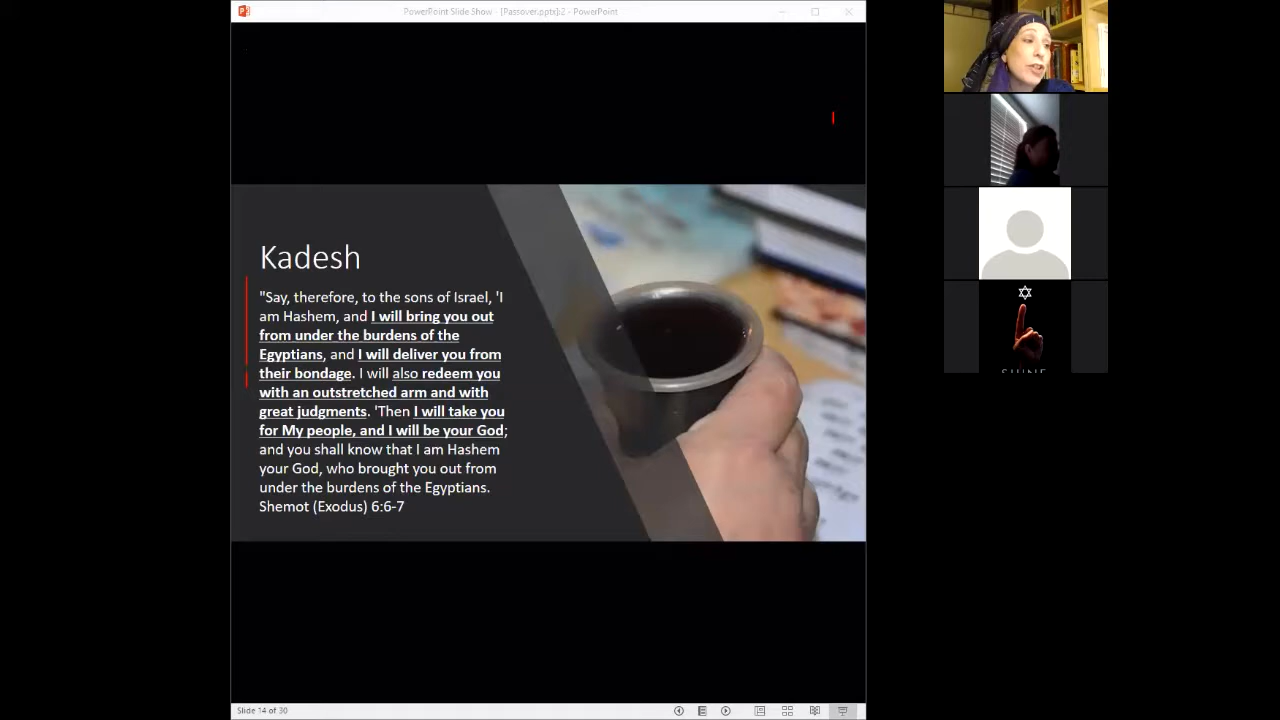 PowerPoint Slide Show - [Passover.pptx]:2 - PowerPoint
Kadesh
"Say, therefore, to the sons of Israel, 'I
am Hashem, and I will bring you out
from under the burdens of the
Egyptians, and I will deliver you from
their bondage. I will also redeem you
with an outstretched arm and with
great judgments. 'Then I will take you
for My people, and I will be your God;
and you shall know that I am Hashem
your God, who brought you out from
under the burdens of the Egyptians.
Shemot (Exodus) 6:6-7
Slide 14 of 30